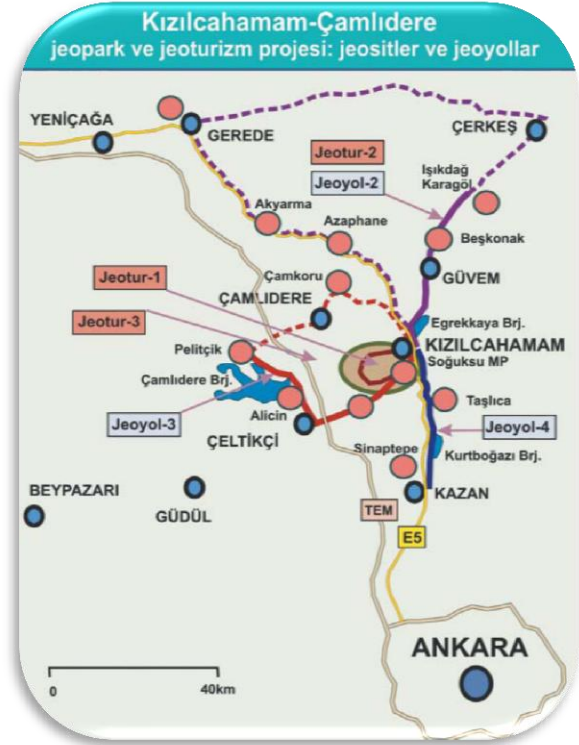 Kızılcahamam-Çamlıdere
jeopark ve jeoturizm projesi: jeositler ve jeoyollar
YENİÇAĞA
GEREDE
ÇERKEŞ
Jeotur-2
Jeoyol-2
Işıkdağ
Karagöl
Akyarma
Azaphane
Beşkonak
GÜVEM
Jeotur-1
Çamkoru
ÇAMLIDERE
Jeotur-3
Egrekkaya Brj.
KIZILCAHAMAM
Soğuksu MP
Pelitçik
Çamlıdere Brj.
Alicin
Taşlıca
Jeoyol-3
Jeoyol-4
ÇELTİKÇİ
Sinaptepe
Kurtboğazı Brj.
BEYPAZARI
GÜDÜL
KAZAN
TEM
E5
ANKARA
0 40km